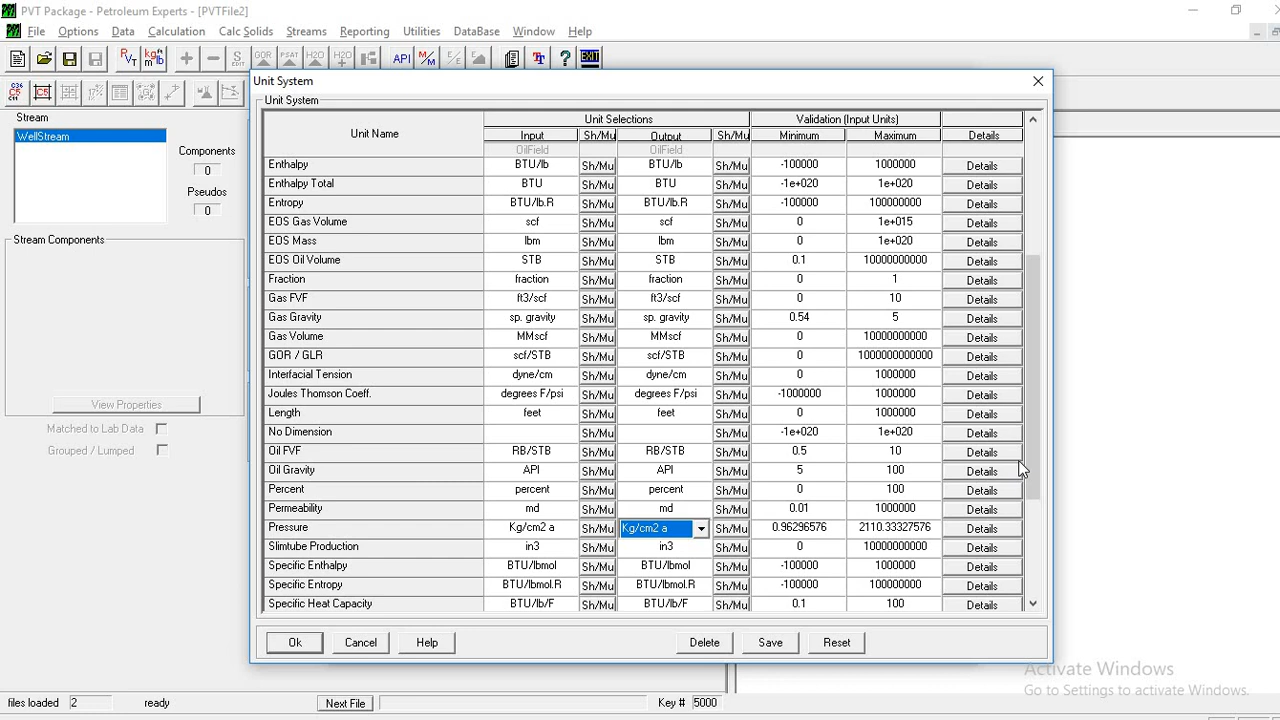 PVT Package - Petroleum Experts - [PVTFile2]
File Options Data Calculation Calc Solids Streams Reporting Utilities DataBase Window Help
API EXIT
Unit System
Stream
WellStream
Components
0
Pseudos
0
Stream Components
View Properties
Matched to Lab Data
Grouped / Lumped
Unit System
Unit Name Unit Selections Validation (Input Units)
Input Sh/Mu Output Sh/Mu Minimum Maximum Details
OilField OilField
Enthalpy BTU/lb Sh/Mu BTU/lb Sh/Mu -100000 1000000 Details
Enthalpy Total BTU Sh/Mu BTU Sh/Mu -1e+020 1e+020 Details
Entropy BTU/lb.R Sh/Mu BTU/lb.R Sh/Mu -100000 100000000 Details
EOS Gas Volume scf Sh/Mu scf Sh/Mu 0 1e+015 Details
EOS Mass lbm Sh/Mu lbm Sh/Mu 0 1e+020 Details
EOS Oil Volume STB Sh/Mu STB Sh/Mu 0.1 10000000000 Details
Fraction fraction Sh/Mu fraction Sh/Mu 0 1 Details
Gas FVF ft3/scf Sh/Mu ft3/scf Sh/Mu 0 10 Details
Gas Gravity sp. gravity Sh/Mu sp. gravity Sh/Mu 0.54 5 Details
Gas Volume MMscf Sh/Mu MMscf Sh/Mu 0 10000000000 Details
GOR / GLR scf/STB Sh/Mu scf/STB Sh/Mu 0 1000000000000 Details
Interfacial Tension dyne/cm Sh/Mu dyne/cm Sh/Mu 0 1000000 Details
Joules Thomson Coeff. degrees F/psi Sh/Mu degrees F/psi Sh/Mu -1000000 1000000 Details
Length feet Sh/Mu feet Sh/Mu 0 1000000 Details
No Dimension Sh/Mu Sh/Mu -1e+020 1e+020 Details
Oil FVF RB/STB Sh/Mu RB/STB Sh/Mu 0.5 10 Details
Oil Gravity API Sh/Mu API Sh/Mu 5 100 Details
Percent percent Sh/Mu percent Sh/Mu 0 100 Details
Permeability md Sh/Mu md Sh/Mu 0.01 1000000 Details
Pressure Kg/cm2 a Sh/Mu Kg/cm2 a Sh/Mu 0.96296576 2110.33327576 Details
Slimtube Production in3 Sh/Mu in3 Sh/Mu 0 10000000000 Details
Specific Enthalpy BTU/lbmol Sh/Mu BTU/lbmol Sh/Mu -100000 1000000 Details
Specific Entropy BTU/lbmol.R Sh/Mu BTU/lbmol.R Sh/Mu -100000 100000000 Details
Specific Heat Capacity BTU/lb/F Sh/Mu BTU/lb/F Sh/Mu 0.1 100 Details
Ok Cancel Help Delete Save Reset
Activate Windows
Go to Settings to activate Windows.
files loaded 2 ready Next File Key # 5000